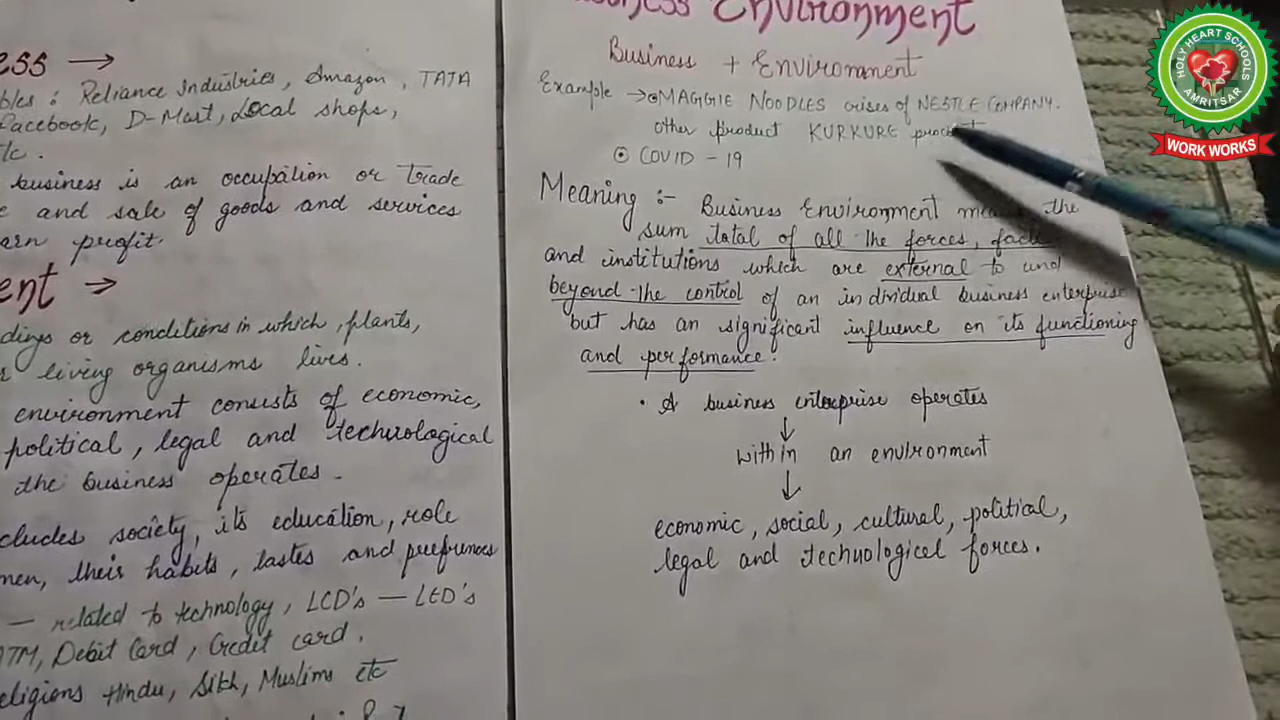 ess →
bles : Reliance Industries, Amazon, TATA
Facebook, D-Mart, Local shops,
tc.
business is an occupation or trade
e and sale of goods and services
arn profit.
ent →
dings or conditions in which, plants,
r living organisms lives.
environment consists of economic,
political, legal and technological
the business operates.
cludes society, its education, role
men, their habits, tastes and prefrences
— related to technology, LCD's — LED's
ATM, Debit Card, Credit card.
eligions Hindu, Sikh, Muslims etc
usiness Environment
Business + Environment
Example → MAGGIE NOODLES crises of NESTLE COMPANY.
other product KURKURE product
COVID - 19
Meaning :- Business Environment means the
sum total of all the forces,
and institutions which are external to and
beyond the control of an individual business enterprise
but has an significant influence on its functioning
and performance.
• A business enterprise operates
↓
within an environment
↓
economic, social, cultural, political,
legal and technological forces.
HOLY HEART SCHOOLS
AMRITSAR
WORK WORKS